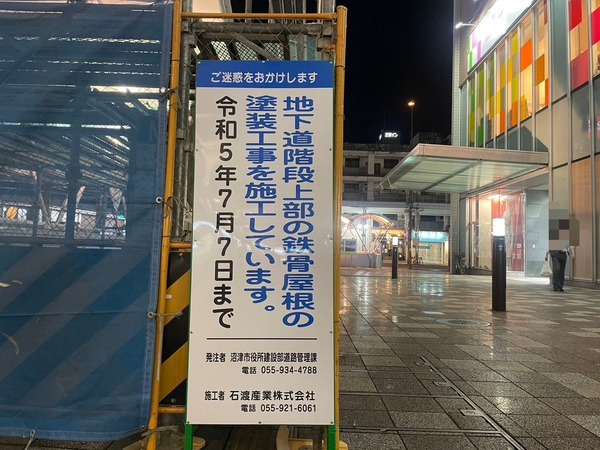 ご迷惑をおかけします
地下道階段上部の鉄骨屋根の
塗装工事を施工しています。
令和5年7月7日まで
発注者 沼津市役所建設部道路管理課
電話 055-934-4788
施工者 石渡産業株式会社
電話 055-921-6061